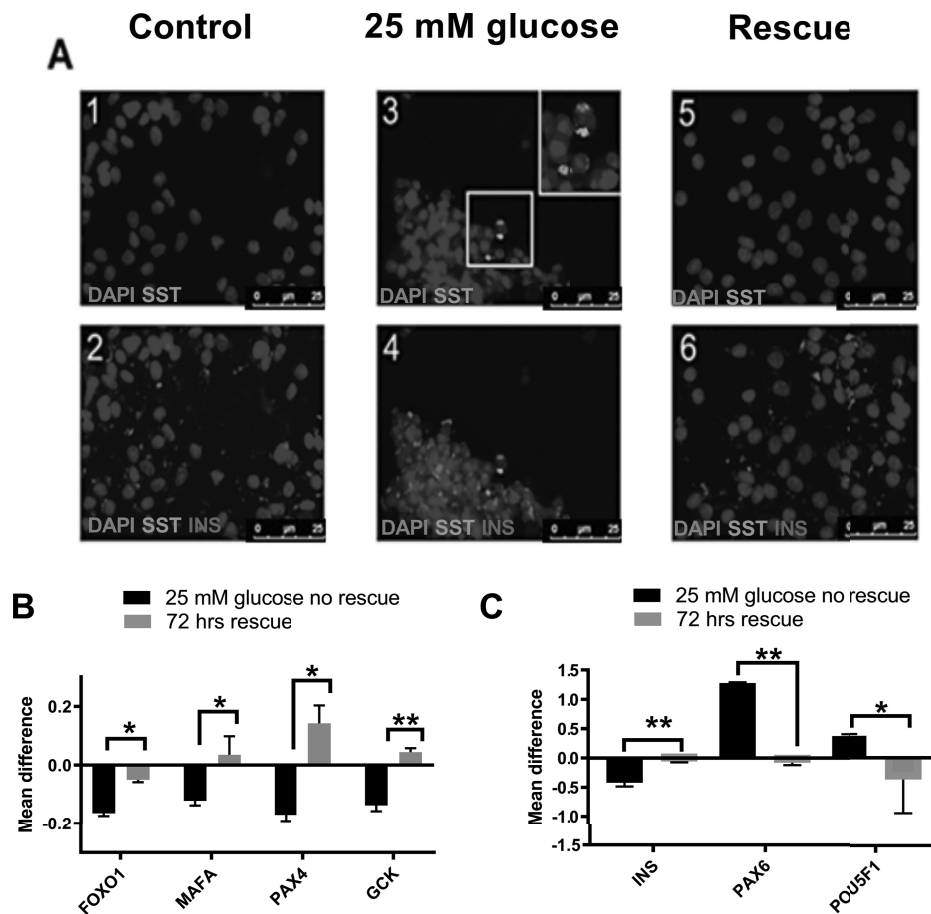 Control 25 mM glucose Rescue
A
1 3 5
DAPI SST
0 µm 25
DAPI SST
0 µm 25
DAPI SST
0 µm 25
2 4 6
DAPI SST INS
0 µm 25
DAPI SST INS
0 µm 25
DAPI SST INS
0 µm 25
B
25 mM glucose no rescue
72 hrs rescue
Mean difference
0.2
0.0
-0.2
* * * **
FOXO1 MAFA PAX4 GCK
C
25 mM glucose no rescue
72 hrs rescue
Mean difference
1.5
1.0
0.5
0.0
-0.5
-1.0
-1.5
** ** *
INS PAX6 POU5F1